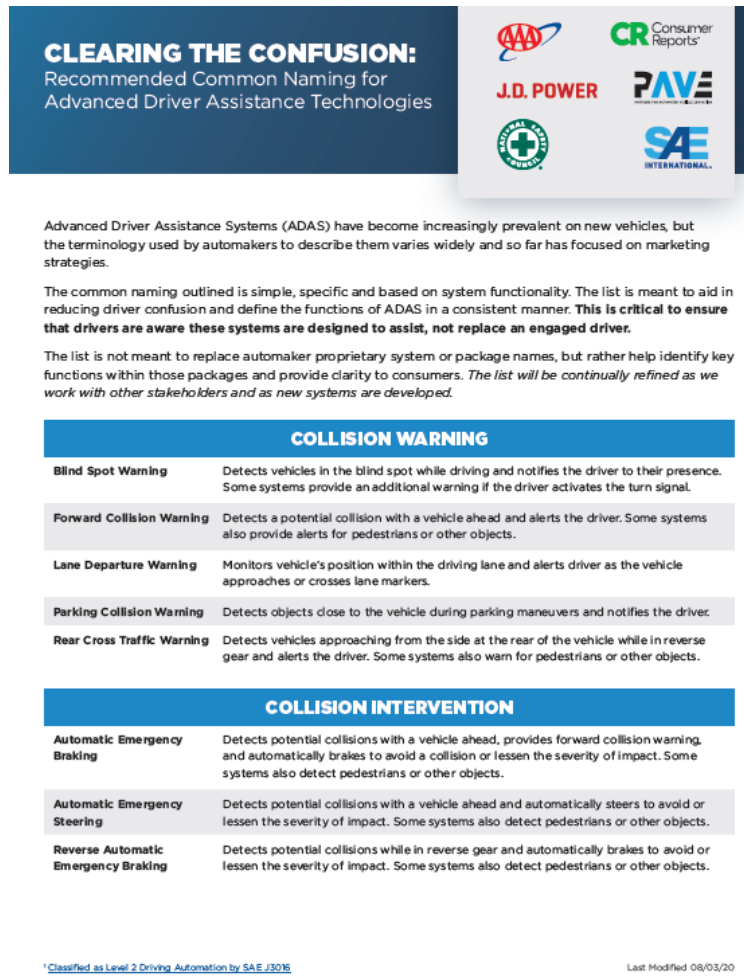 CLEARING THE CONFUSION:
Recommended Common Naming for
Advanced Driver Assistance Technologies
AAA
CR Consumer
Reports
J.D. POWER
PAVE
NATIONAL SAFETY
COUNCIL
SAE
INTERNATIONAL
Advanced Driver Assistance Systems (ADAS) have become increasingly prevalent on new vehicles, but
the terminology used by automakers to describe them varies widely and so far has focused on marketing
strategies.
The common naming outlined is simple, specific and based on system functionality. The list is meant to aid in
reducing driver confusion and define the functions of ADAS in a consistent manner. This is critical to ensure
that drivers are aware these systems are designed to assist, not replace an engaged driver.
The list is not meant to replace automaker proprietary system or package names, but rather help identify key
functions within those packages and provide clarity to consumers. The list will be continually refined as we
work with other stakeholders and as new systems are developed.
COLLISION WARNING
Blind Spot Warning Detects vehicles in the blind spot while driving and notifies the driver to their presence.
Some systems provide an additional warning if the driver activates the turn signal.
Forward Collision Warning Detects a potential collision with a vehicle ahead and alerts the driver. Some systems
also provide alerts for pedestrians or other objects.
Lane Departure Warning Monitors vehicle's position within the driving lane and alerts driver as the vehicle
approaches or crosses lane markers.
Parking Collision Warning Detects objects close to the vehicle during parking maneuvers and notifies the driver.
Rear Cross Traffic Warning Detects vehicles approaching from the side at the rear of the vehicle while in reverse
gear and alerts the driver. Some systems also warn for pedestrians or other objects.
COLLISION INTERVENTION
Automatic Emergency Detects potential collisions with a vehicle ahead, provides forward collision warning,
Braking and automatically brakes to avoid a collision or lessen the severity of impact. Some
systems also detect pedestrians or other objects.
Automatic Emergency Detects potential collisions with a vehicle ahead and automatically steers to avoid or
Steering lessen the severity of impact. Some systems also detect pedestrians or other objects.
Reverse Automatic Detects potential collisions while in reverse gear and automatically brakes to avoid or
Emergency Braking lessen the severity of impact. Some systems also detect pedestrians or other objects.
¹ Classified as Level 2 Driving Automation by SAE J3016 Last Modified 08/03/20